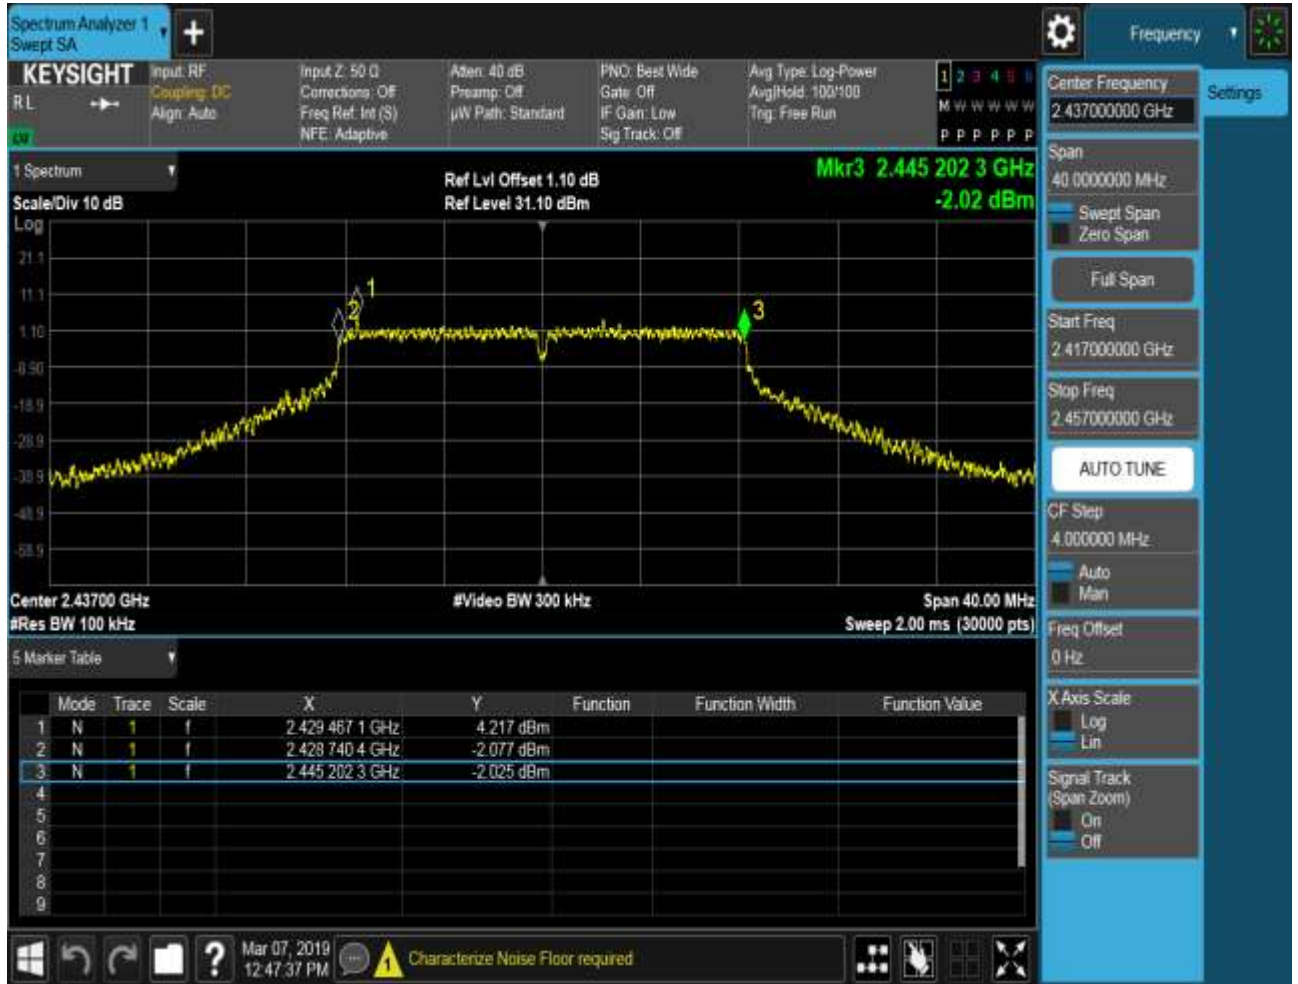 Spectrum Analyzer 1
Swept SA
+
Frequency
KEYSIGHT
R L
Input: RF
Coupling: DC
Align: Auto
Input Z: 50 Ω
Corrections: Off
Freq Ref: Int (S)
NFE: Adaptive
Atten: 40 dB
Preamp: Off
µW Path: Standard
PNO: Best Wide
Gate: Off
IF Gain: Low
Sig Track: Off
Avg Type: Log-Power
Avg|Hold: 100/100
Trig: Free Run
1 2 3 4 5 6
M W W W W W
P P P P P P
Center Frequency
2.437000000 GHz
Settings
Span
40.0000000 MHz
Swept Span
Zero Span
Full Span
Start Freq
2.417000000 GHz
Stop Freq
2.457000000 GHz
AUTO TUNE
CF Step
4.000000 MHz
Auto
Man
Freq Offset
0 Hz
X Axis Scale
Log
Lin
Signal Track
(Span Zoom)
On
Off
1 Spectrum
Scale/Div 10 dB
Ref Lvl Offset 1.10 dB
Ref Level 31.10 dBm
Mkr3 2.445 202 3 GHz
-2.02 dBm
Log
21.1
11.1
1.10
-8.90
-18.9
-28.9
-38.9
-48.9
-58.9
1
2
3
Center 2.43700 GHz
#Video BW 300 kHz
Span 40.00 MHz
#Res BW 100 kHz
Sweep 2.00 ms (30000 pts)
5 Marker Table
Mode Trace Scale X Y Function Function Width Function Value
1 N 1 f 2.429 467 1 GHz 4.217 dBm
2 N 1 f 2.428 740 4 GHz -2.077 dBm
3 N 1 f 2.445 202 3 GHz -2.025 dBm
4
5
6
7
8
9
?
Mar 07, 2019
12:47:37 PM
1
Characterize Noise Floor required